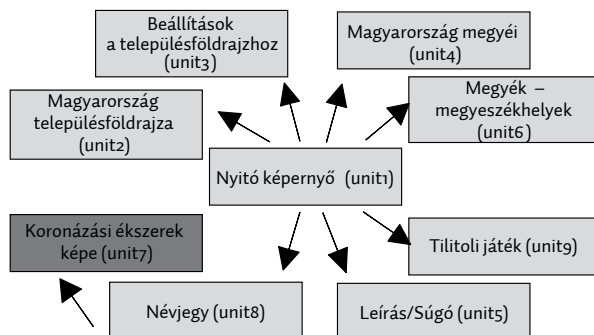 Beállítások
a településföldrajzhoz
(unit3)
Magyarország megyéi
(unit4)
Magyarország
településföldrajza
(unit2)
Megyék –
megyeszékhelyek
(unit6)
Nyitó képernyő (unit1)
Koronázási ékszerek
képe (unit7)
Tilitoli játék (unit9)
Névjegy (unit8)
Leírás/Súgó (unit5)